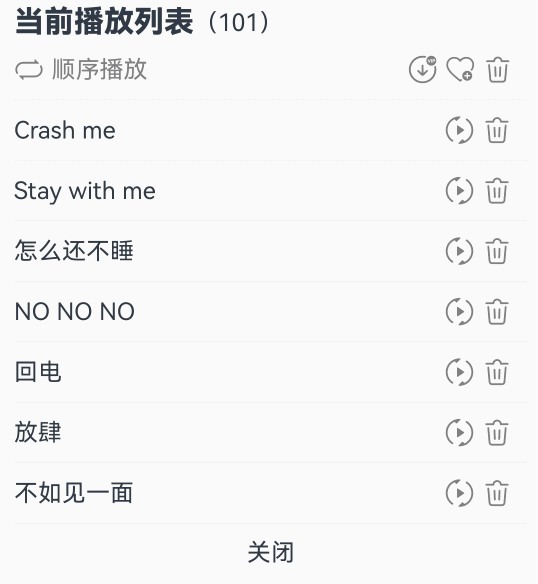 当前播放列表（101）
顺序播放
Crash me
Stay with me
怎么还不睡
NO NO NO
回电
放肆
不如见一面
关闭